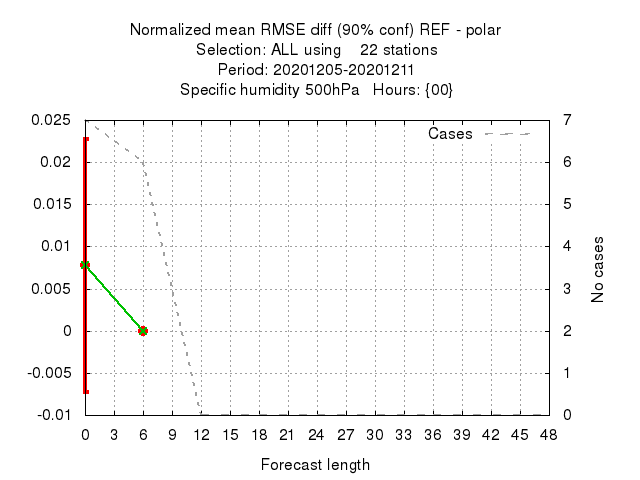 Normalized mean RMSE diff (90% conf) REF - polar
Selection: ALL using    22 stations
Period: 20201205-20201211
Specific humidity 500hPa   Hours: {00}
Cases
0.025
0.02
0.015
0.01
0.005
0
-0.005
-0.01
7
6
5
4
3
2
1
0
No cases
0 3 6 9 12 15 18 21 24 27 30 33 36 39 42 45 48
Forecast length